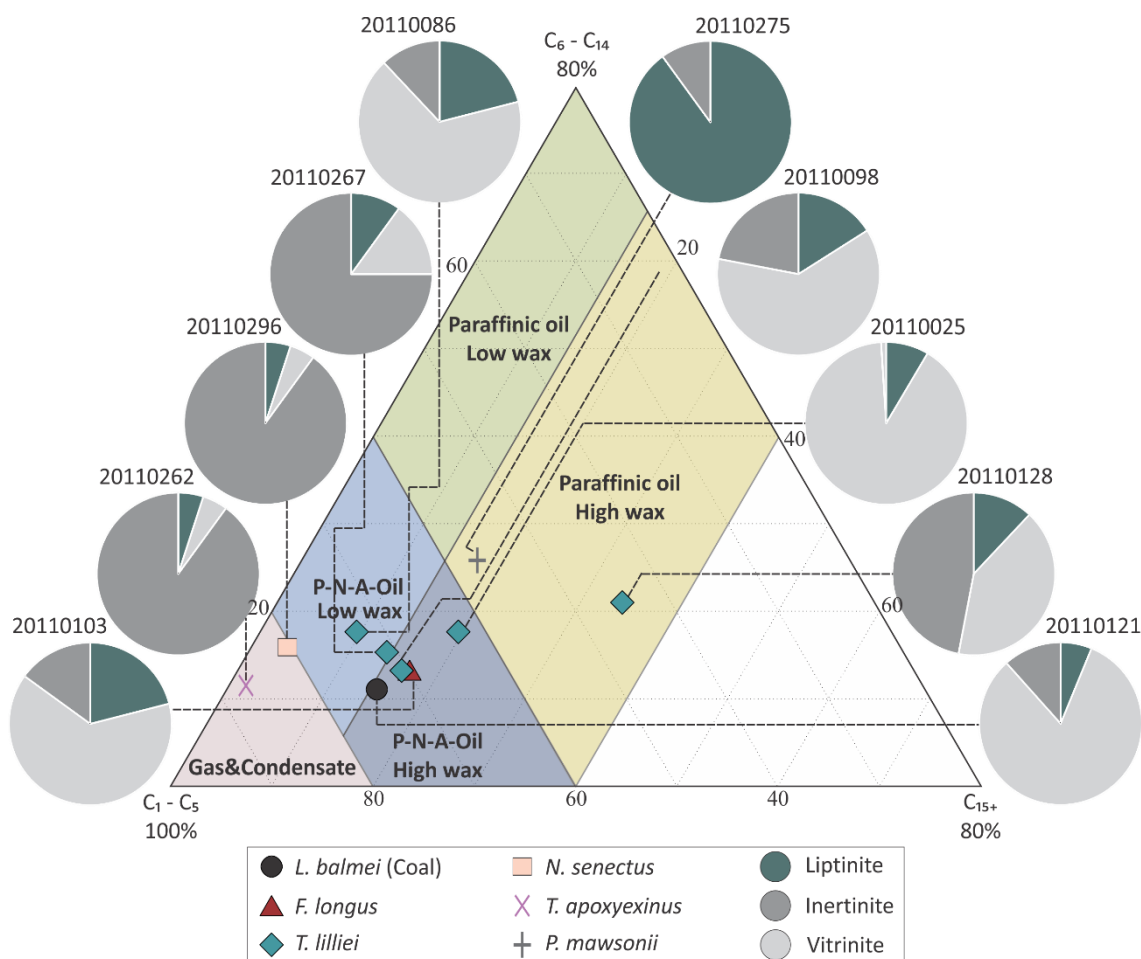 20110086
20110275
C₆ - C₁₄
80%
20110267
20110098
20
60
20110296
Paraffinic oil
Low wax
20110025
40
20110262
Paraffinic oil
High wax
20110128
P-N-A-Oil
Low wax
20
60
20110103
20110121
P-N-A-Oil
High wax
Gas&Condensate
80
60
40
C₁ - C₅
100%
C₁₅₊
80%
L. balmei (Coal)
N. senectus
Liptinite
F. longus
T. apoxyexinus
Inertinite
T. lilliei
P. mawsonii
Vitrinite